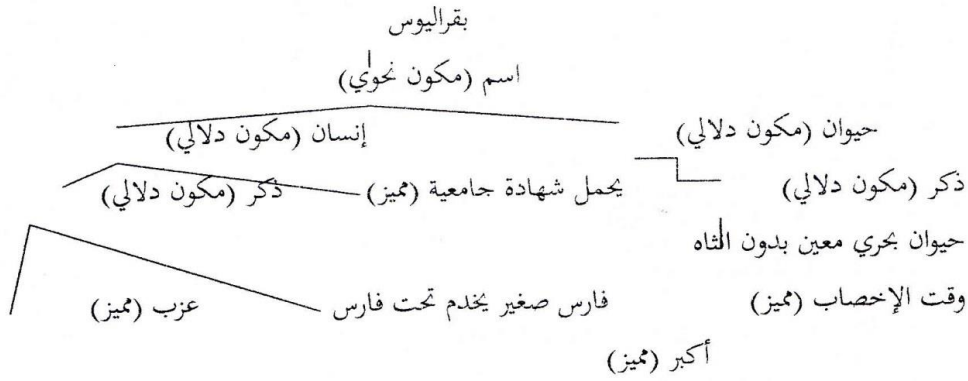 بقراليوس
اسم (مكون نحوي)
حيوان (مكون دلالي) إنسان (مكون دلالي)
ذكر (مكون دلالي) يحمل شهادة جامعية (مميز) ذكر (مكون دلالي)
حيوان بحري معين بدون الثاه
وقت الإخصاب (مميز) فارس صغير يخدم تحت فارس عزب (مميز)
أكبر (مميز)